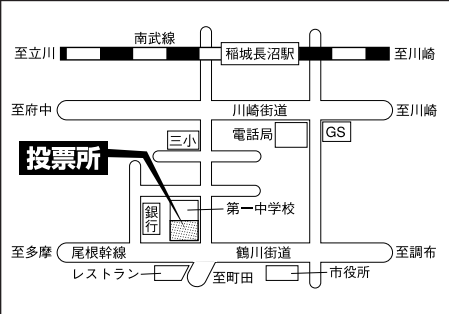 南武線
至立川
稲城長沼駅
至川崎
至府中
川崎街道
至川崎
三小
電話局
GS
投票所
銀行
第一中学校
至多摩
尾根幹線
鶴川街道
至調布
レストラン
至町田
市役所